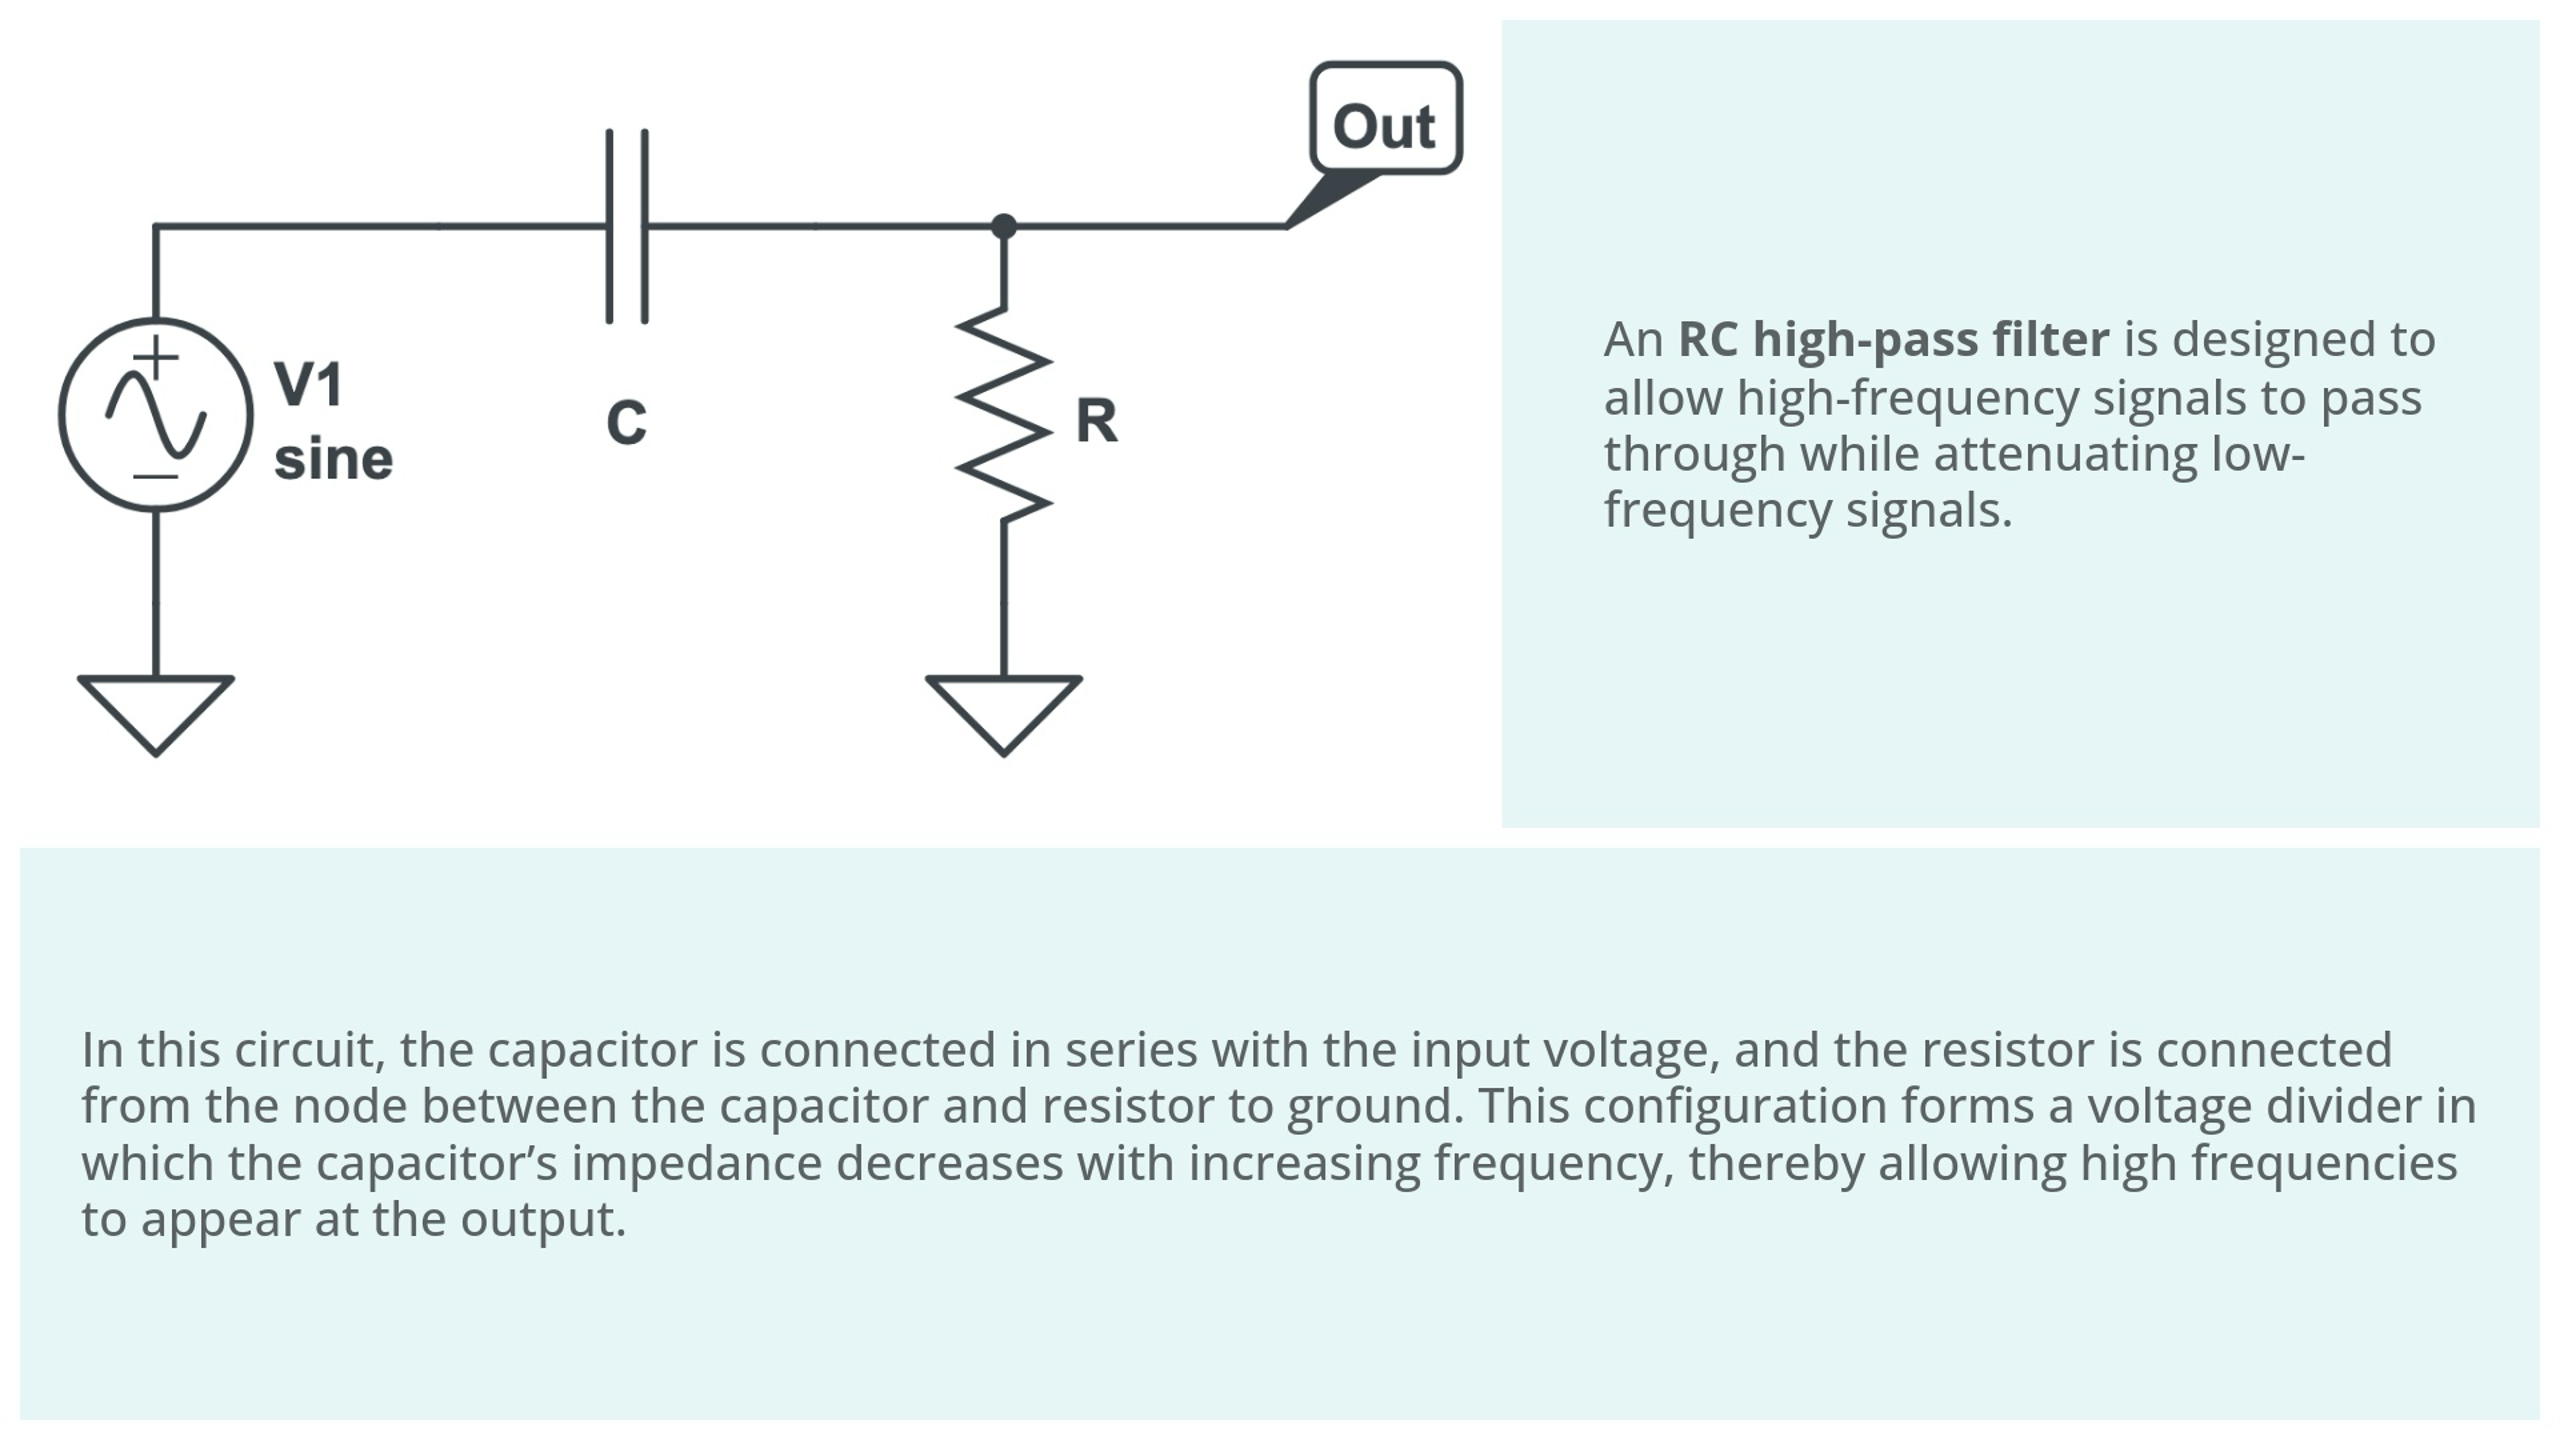 Out
V1
sine
C
R
An RC high-pass filter is designed to
allow high-frequency signals to pass
through while attenuating low-
frequency signals.
In this circuit, the capacitor is connected in series with the input voltage, and the resistor is connected
from the node between the capacitor and resistor to ground. This configuration forms a voltage divider in
which the capacitor’s impedance decreases with increasing frequency, thereby allowing high frequencies
to appear at the output.